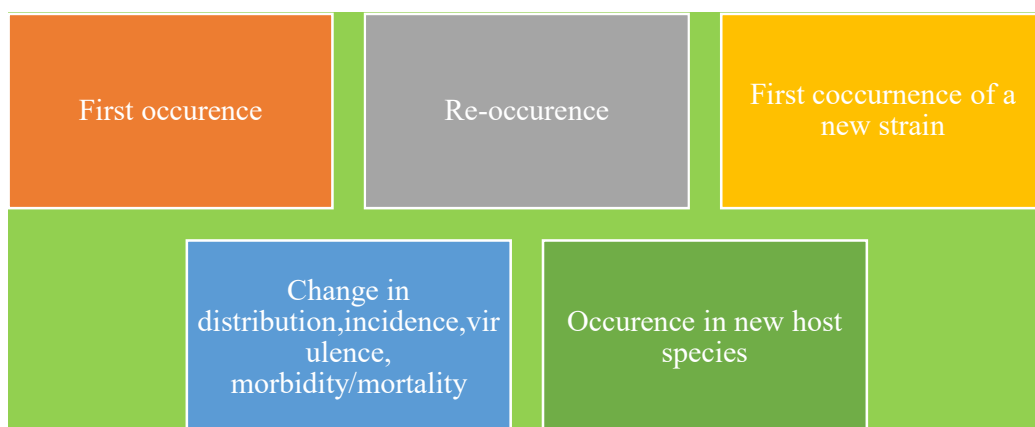 First occurence
Re-occurence
First coccurnence of a
new strain
Change in
distribution,incidence,vir
ulence,
morbidity/mortality
Occurence in new host
species